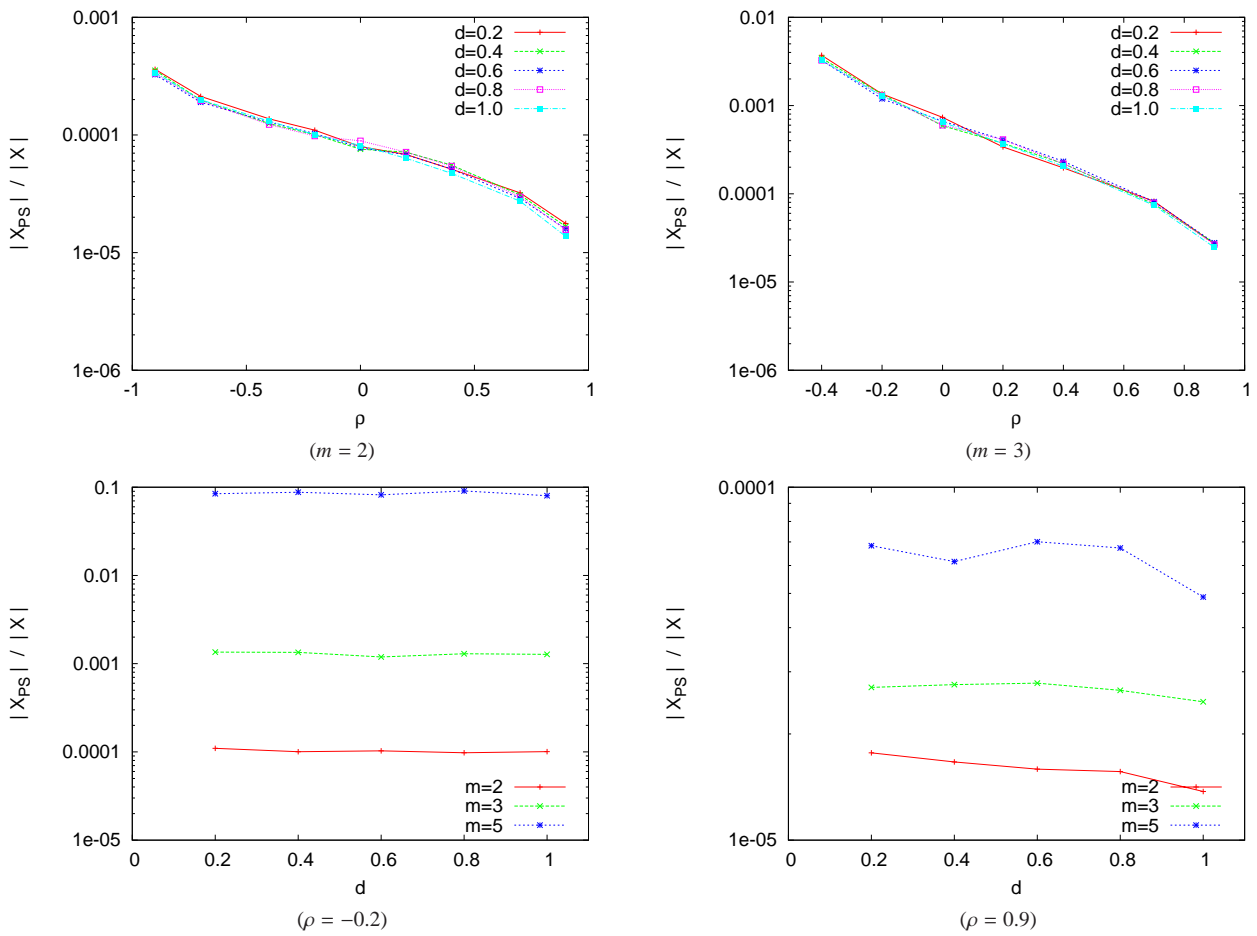 0.001
0.0001
1e-05
1e-06
| X_PS | / | X |
d=0.2
d=0.4
d=0.6
d=0.8
d=1.0
-1
-0.5
0
0.5
1
ρ
(m = 2)
0.01
0.001
0.0001
1e-05
1e-06
| X_PS | / | X |
d=0.2
d=0.4
d=0.6
d=0.8
d=1.0
-0.4
-0.2
0
0.2
0.4
0.6
0.8
1
ρ
(m = 3)
0.1
0.01
0.001
0.0001
1e-05
| X_PS | / | X |
m=2
m=3
m=5
0
0.2
0.4
0.6
0.8
1
d
(ρ = −0.2)
0.0001
1e-05
| X_PS | / | X |
m=2
m=3
m=5
0
0.2
0.4
0.6
0.8
1
d
(ρ = 0.9)